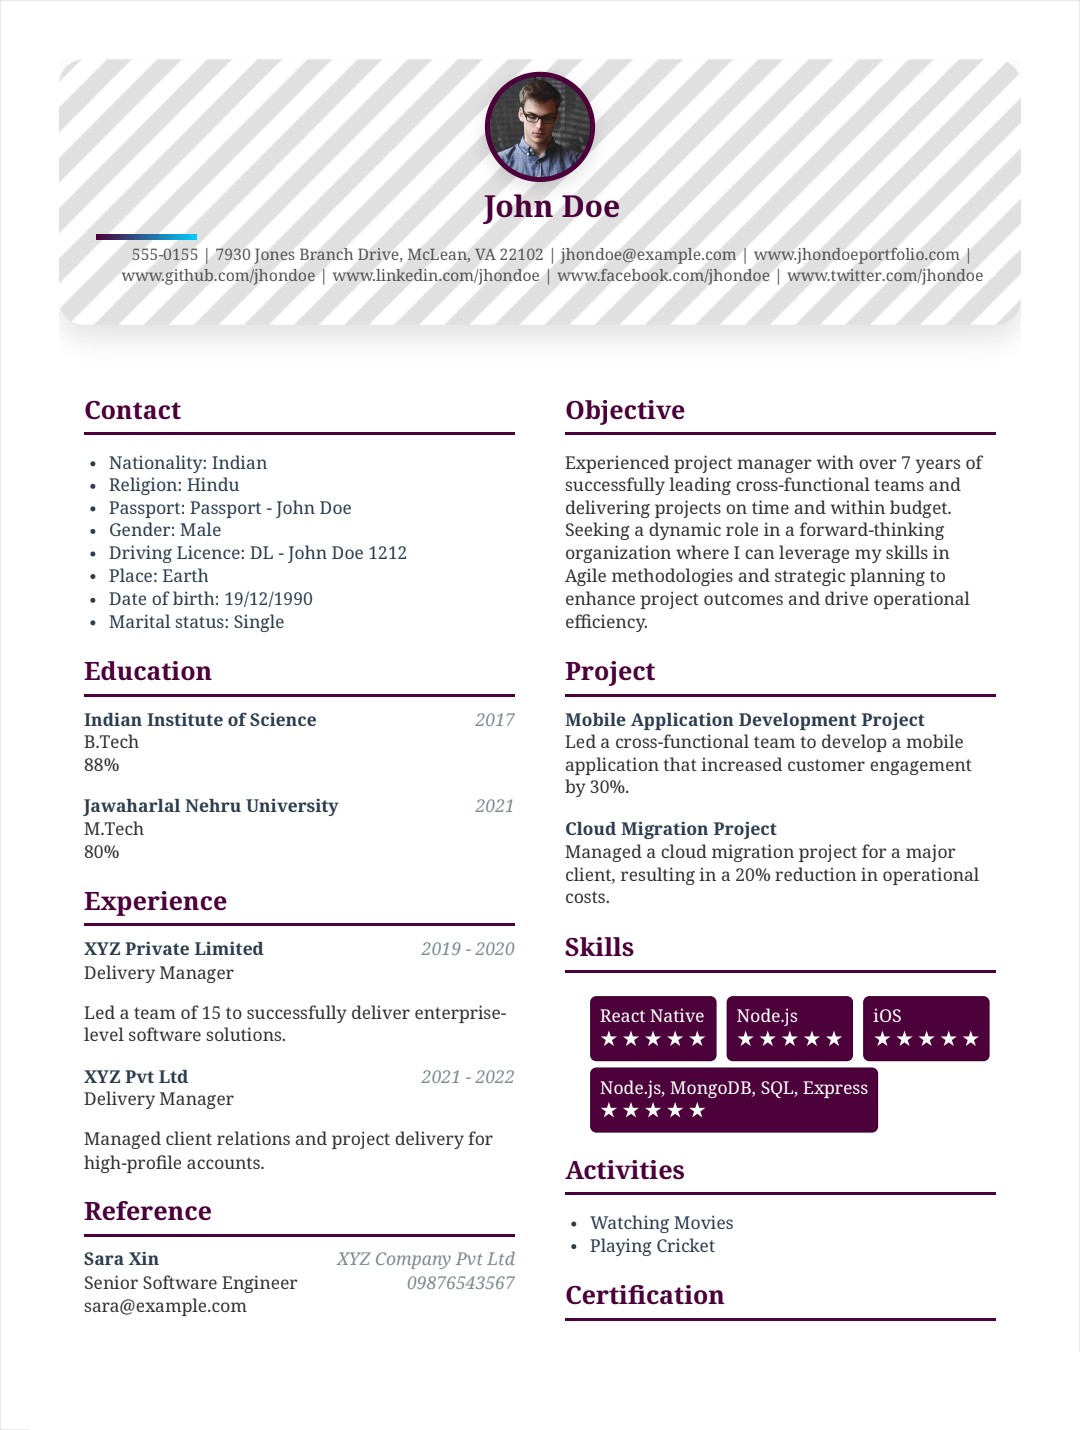 John Doe
555-0155 | 7930 Jones Branch Drive, McLean, VA 22102 | jhondoe@example.com | www.jhondoeportfolio.com |
www.github.com/jhondoe | www.linkedin.com/jhondoe | www.facebook.com/jhondoe | www.twitter.com/jhondoe
Contact
• Nationality: Indian
• Religion: Hindu
• Passport: Passport - John Doe
• Gender: Male
• Driving Licence: DL - John Doe 1212
• Place: Earth
• Date of birth: 19/12/1990
• Marital status: Single
Education
Indian Institute of Science 2017
B.Tech
88%
Jawaharlal Nehru University 2021
M.Tech
80%
Experience
XYZ Private Limited 2019 - 2020
Delivery Manager
Led a team of 15 to successfully deliver enterprise-
level software solutions.
XYZ Pvt Ltd 2021 - 2022
Delivery Manager
Managed client relations and project delivery for
high-profile accounts.
Reference
Sara Xin XYZ Company Pvt Ltd
Senior Software Engineer 09876543567
sara@example.com
Objective
Experienced project manager with over 7 years of
successfully leading cross-functional teams and
delivering projects on time and within budget.
Seeking a dynamic role in a forward-thinking
organization where I can leverage my skills in
Agile methodologies and strategic planning to
enhance project outcomes and drive operational
efficiency.
Project
Mobile Application Development Project
Led a cross-functional team to develop a mobile
application that increased customer engagement
by 30%.
Cloud Migration Project
Managed a cloud migration project for a major
client, resulting in a 20% reduction in operational
costs.
Skills
React Native Node.js iOS
★★★★★ ★★★★★ ★★★★★
Node.js, MongoDB, SQL, Express
★★★★★
Activities
• Watching Movies
• Playing Cricket
Certification